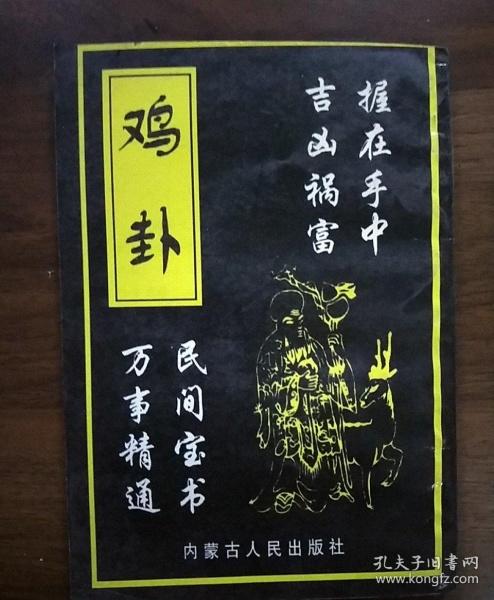 鸡卦
握在手中
吉凶祸富
民间宝书
万事精通
内蒙古人民出版社
孔夫子旧书网
www.kongfz.com